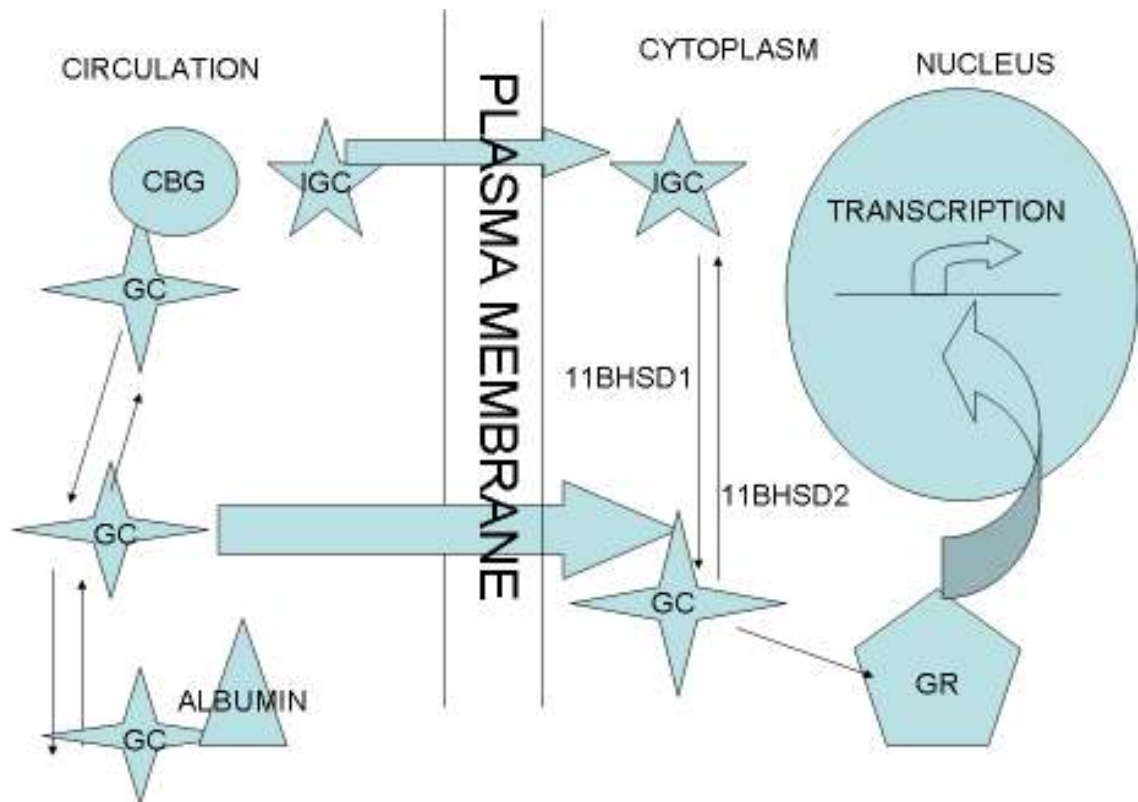 CIRCULATION
CYTOPLASM
NUCLEUS
PLASMA MEMBRANE
CBG
IGC
IGC
TRANSCRIPTION
GC
11BHSD1
11BHSD2
GC
GC
GR
ALBUMIN
GC